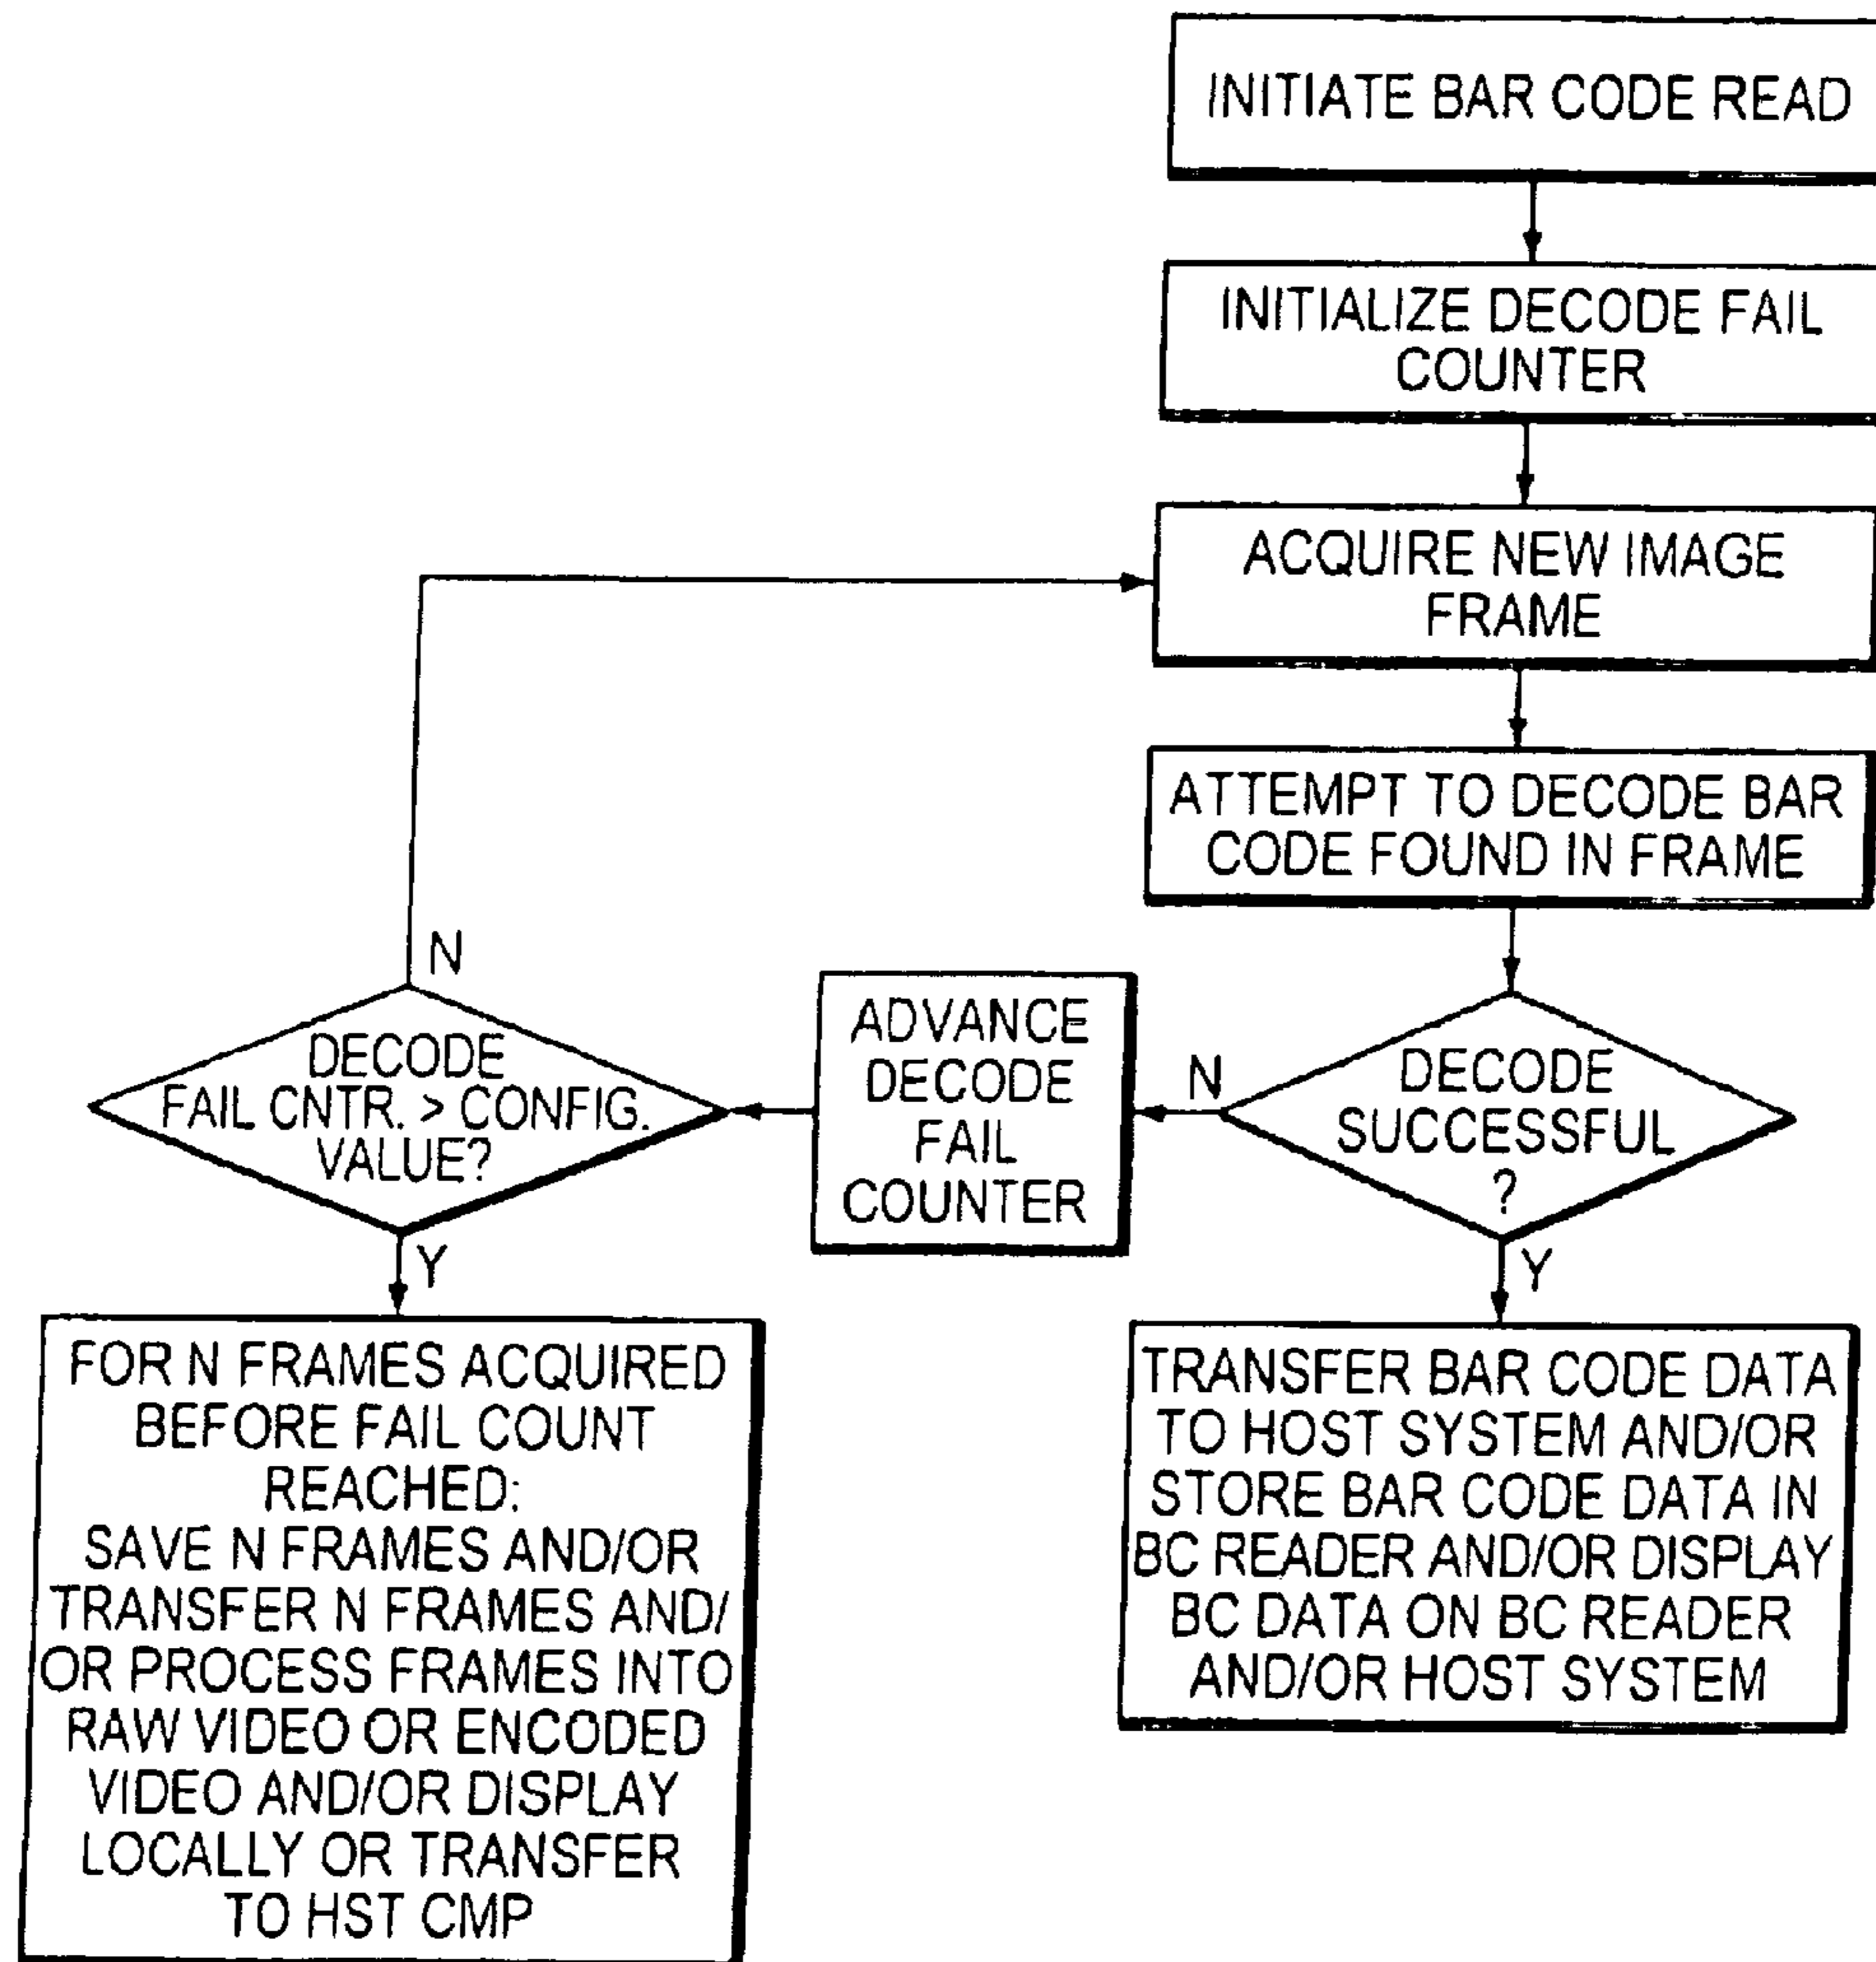 INITIATE BAR CODE READ
INITIALIZE DECODE FAIL
COUNTER
ACQUIRE NEW IMAGE
FRAME
ATTEMPT TO DECODE BAR
CODE FOUND IN FRAME
DECODE
SUCCESSFUL
?
N
Y
ADVANCE
DECODE
FAIL
COUNTER
DECODE
FAIL CNTR. > CONFIG.
VALUE?
N
Y
FOR N FRAMES ACQUIRED
BEFORE FAIL COUNT
REACHED:
SAVE N FRAMES AND/OR
TRANSFER N FRAMES AND/
OR PROCESS FRAMES INTO
RAW VIDEO OR ENCODED
VIDEO AND/OR DISPLAY
LOCALLY OR TRANSFER
TO HST CMP
TRANSFER BAR CODE DATA
TO HOST SYSTEM AND/OR
STORE BAR CODE DATA IN
BC READER AND/OR DISPLAY
BC DATA ON BC READER
AND/OR HOST SYSTEM